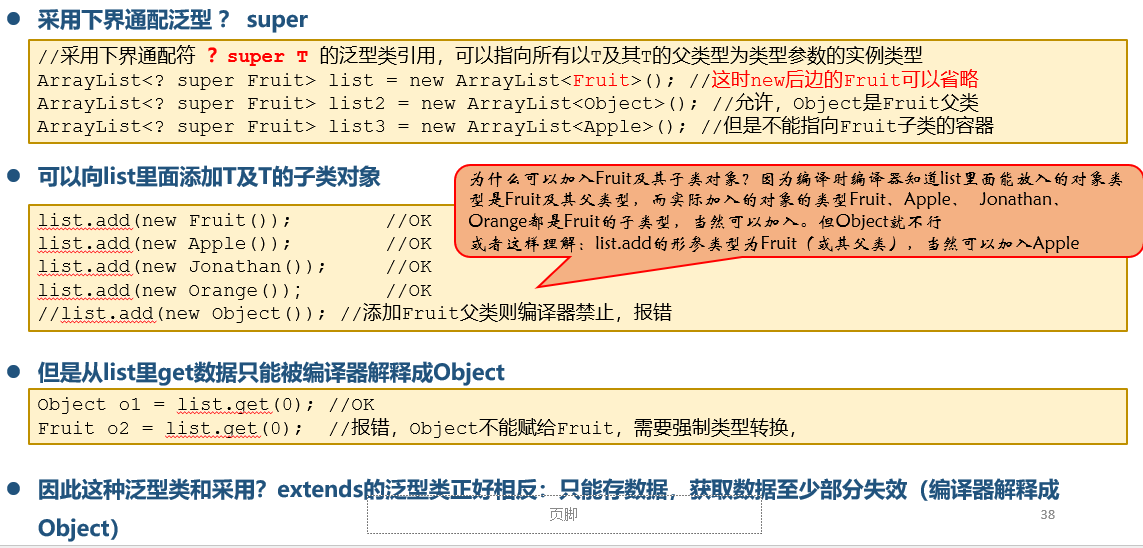 采用下界通配泛型 ? super
//采用下界通配符 ? super T 的泛型类引用，可以指向所有以T及其T的父类型为类型参数的实例类型
ArrayList<? super Fruit> list = new ArrayList<Fruit>(); //这时new后边的Fruit可以省略
ArrayList<? super Fruit> list2 = new ArrayList<Object>(); //允许，Object是Fruit父类
ArrayList<? super Fruit> list3 = new ArrayList<Apple>(); //但是不能指向Fruit子类的容器
可以向list里面添加T及T的子类对象
为什么可以加入Fruit及其子类对象？因为编译时编译器知道list里面能放入的对象类
型是Fruit及其父类型，而实际加入的对象的类型Fruit、Apple、 Jonathan、
Orange都是Fruit的子类型，当然可以加入。但Object就不行
或者这样理解：list.add的形参类型为Fruit（或其父类），当然可以加入Apple
list.add(new Fruit()); //OK
list.add(new Apple()); //OK
list.add(new Jonathan()); //OK
list.add(new Orange()); //OK
//list.add(new Object()); //添加Fruit父类则编译器禁止，报错
但是从list里get数据只能被编译器解释成Object
Object o1 = list.get(0); //OK
Fruit o2 = list.get(0); //报错，Object不能赋给Fruit，需要强制类型转换，
因此这种泛型类和采用？extends的泛型类正好相反：只能存数据，获取数据至少部分失效（编译器解释成
Object）
页脚
38